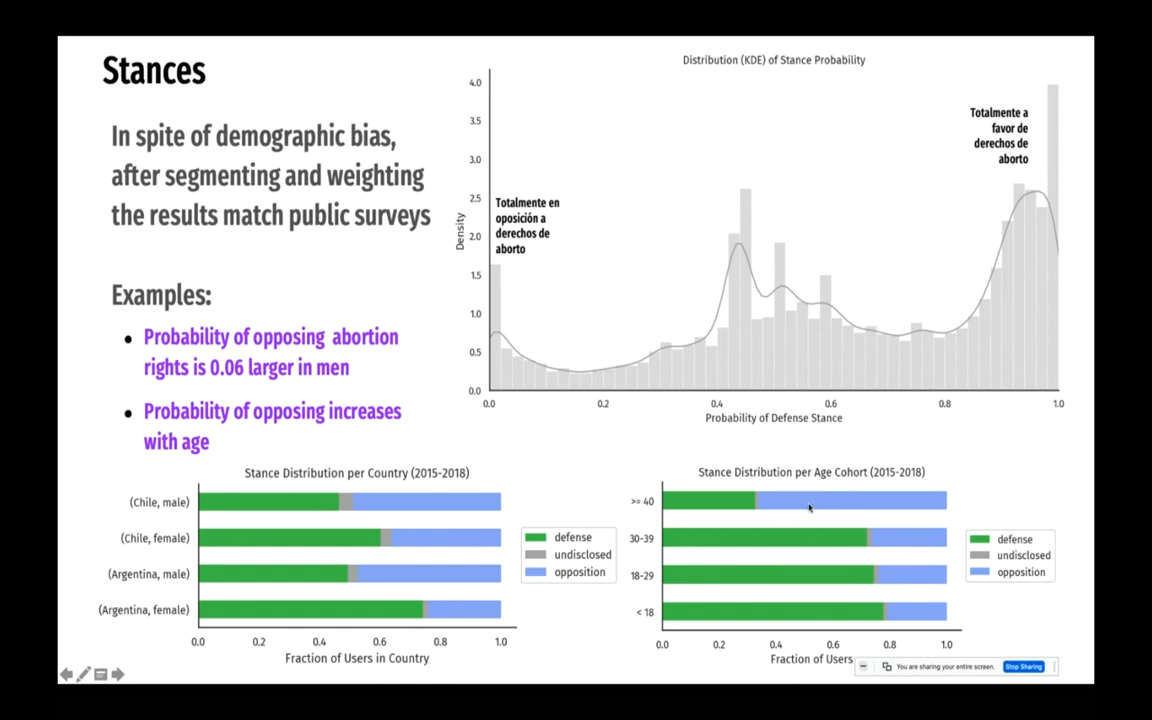 Stances
In spite of demographic bias,
after segmenting and weighting
the results match public surveys
Examples:
• Probability of opposing abortion
rights is 0.06 larger in men
• Probability of opposing increases
with age
Distribution (KDE) of Stance Probability
Density
4.0
3.5
3.0
2.5
2.0
1.5
1.0
0.5
0.0
Totalmente en
oposición a
derechos de
aborto
Totalmente a
favor de
derechos de
aborto
0.0 0.2 0.4 0.6 0.8 1.0
Probability of Defense Stance
Stance Distribution per Country (2015-2018)
(Chile, male)
(Chile, female)
(Argentina, male)
(Argentina, female)
0.0 0.2 0.4 0.6 0.8 1.0
Fraction of Users in Country
defense
undisclosed
opposition
Stance Distribution per Age Cohort (2015-2018)
>= 40
30-39
18-29
< 18
0.0 0.2 0.4 0.6 0.8 1.0
Fraction of Users
defense
undisclosed
opposition
You are sharing your entire screen. Stop Sharing